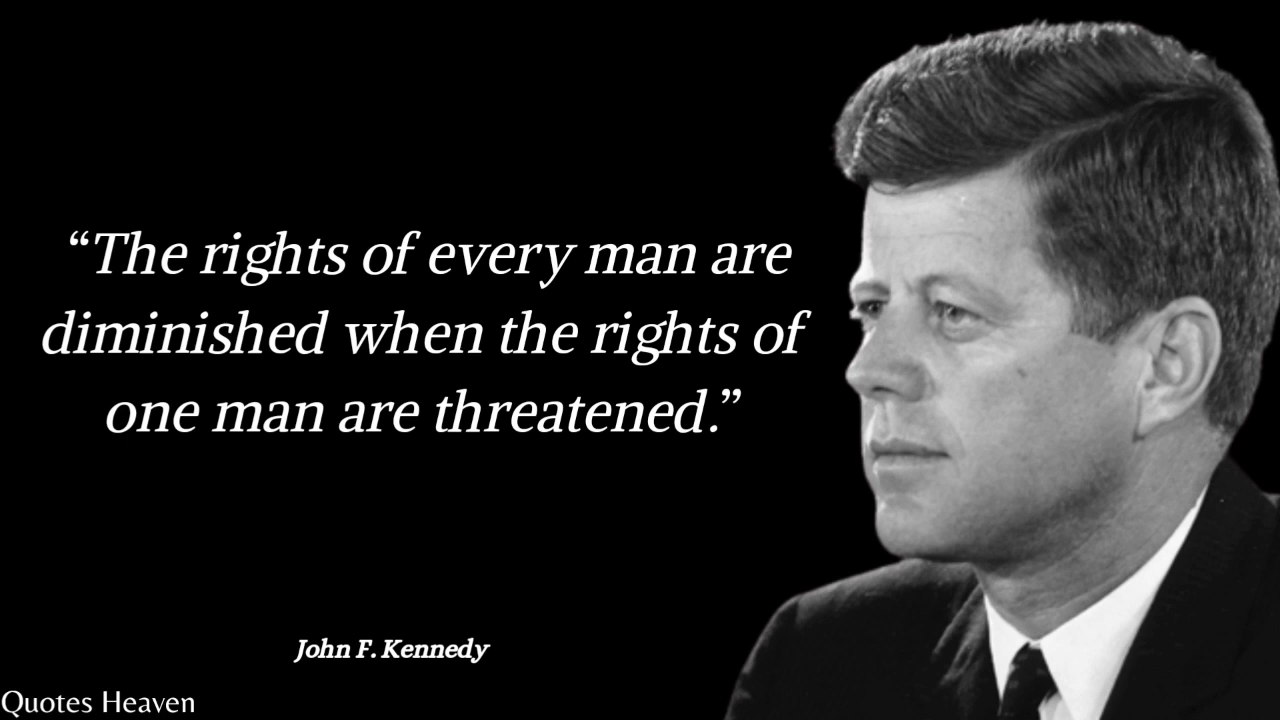 “The rights of every man are
diminished when the rights of
one man are threatened.”
John F. Kennedy
Quotes Heaven